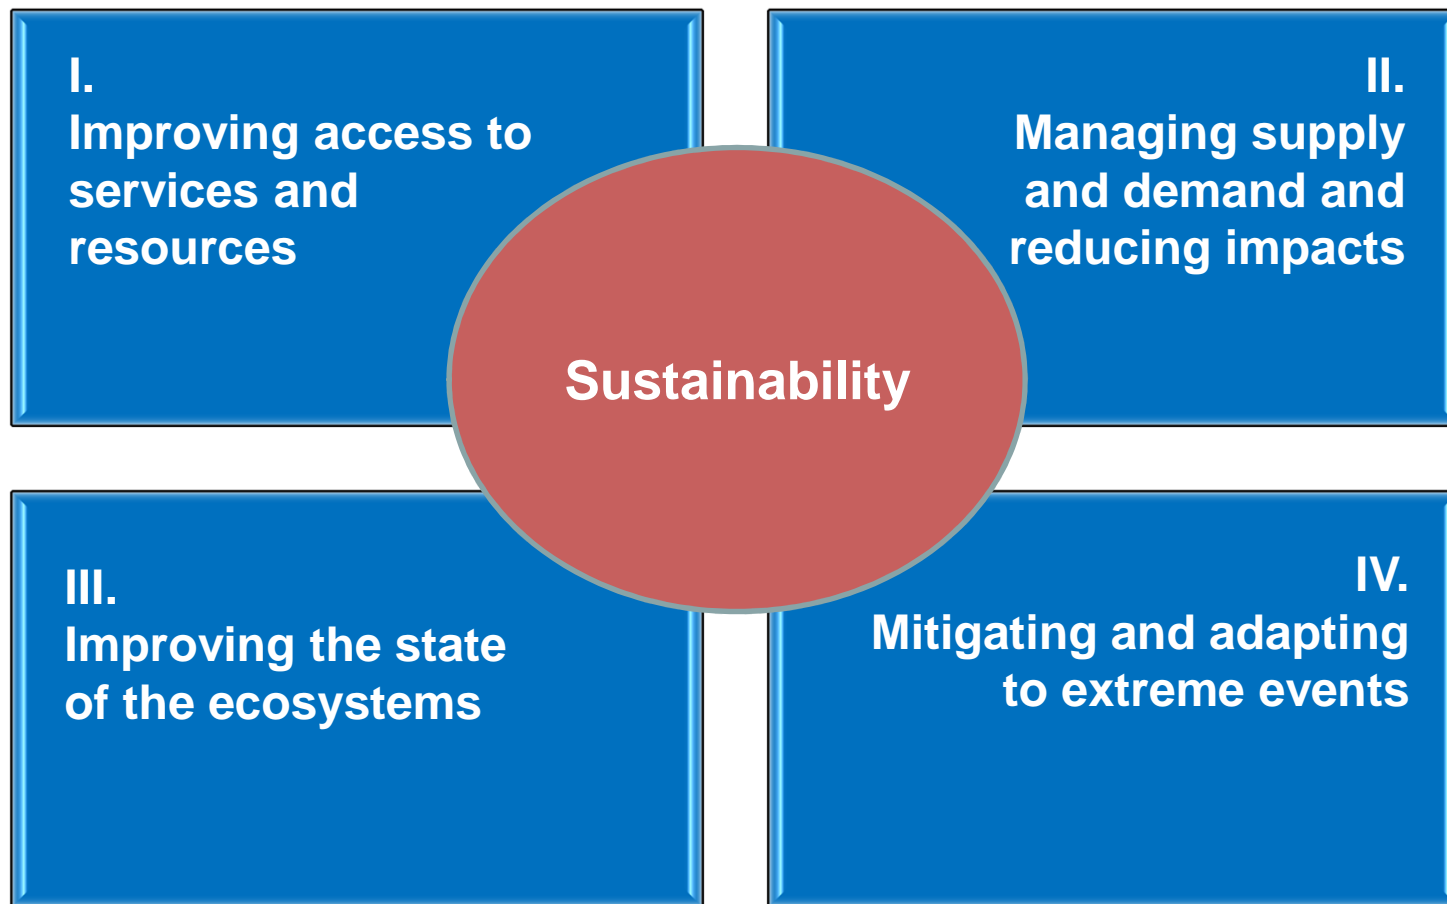 I.
Improving access to
services and
resources
II.
Managing supply
and demand and
reducing impacts
Sustainability
III.
Improving the state
of the ecosystems
IV.
Mitigating and adapting
to extreme events